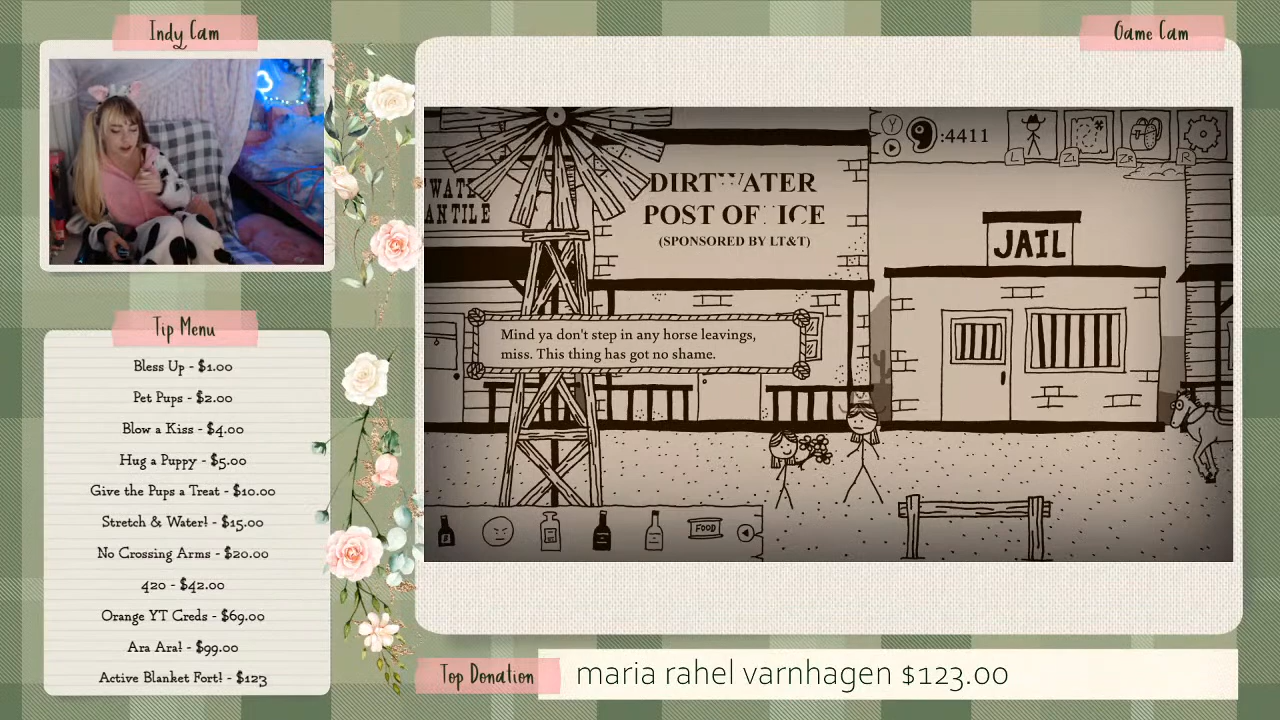 Indy Cam
Game Cam
Y
:4411
L
ZL
ZR
R
WATE
ANTILE
DIRTWATER
POST OFFICE
(SPONSORED BY LT&T)
JAIL
Mind ya don't step in any horse leavings,
miss. This thing has got no shame.
FOOD
Tip Menu
Bless Up - $1.00
Pet Pups - $2.00
Blow a Kiss - $4.00
Hug a Puppy - $5.00
Give the Pups a Treat - $10.00
Stretch & Water! - $15.00
No Crossing Arms - $20.00
420 - $42.00
Orange YT Creds - $69.00
Ara Ara! - $99.00
Active Blanket Fort! - $123
Top Donation
maria rahel varnhagen $123.00